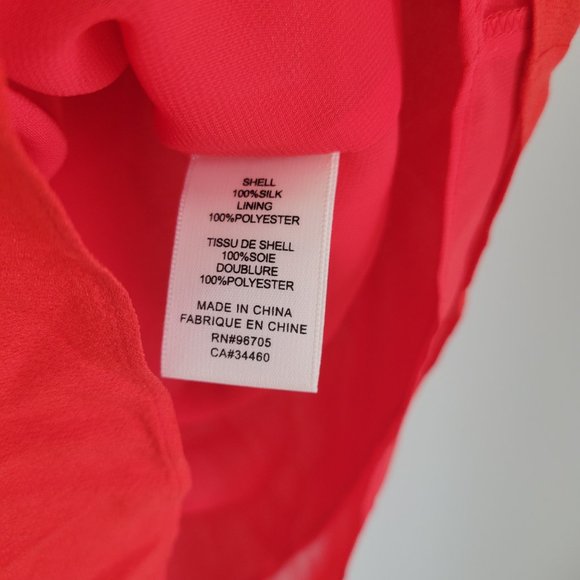 SHELL
100%SILK
LINING
100%POLYESTER
TISSU DE SHELL
100%SOIE
DOUBLURE
100%POLYESTER
MADE IN CHINA
FABRIQUE EN CHINE
RN#96705
CA#34460